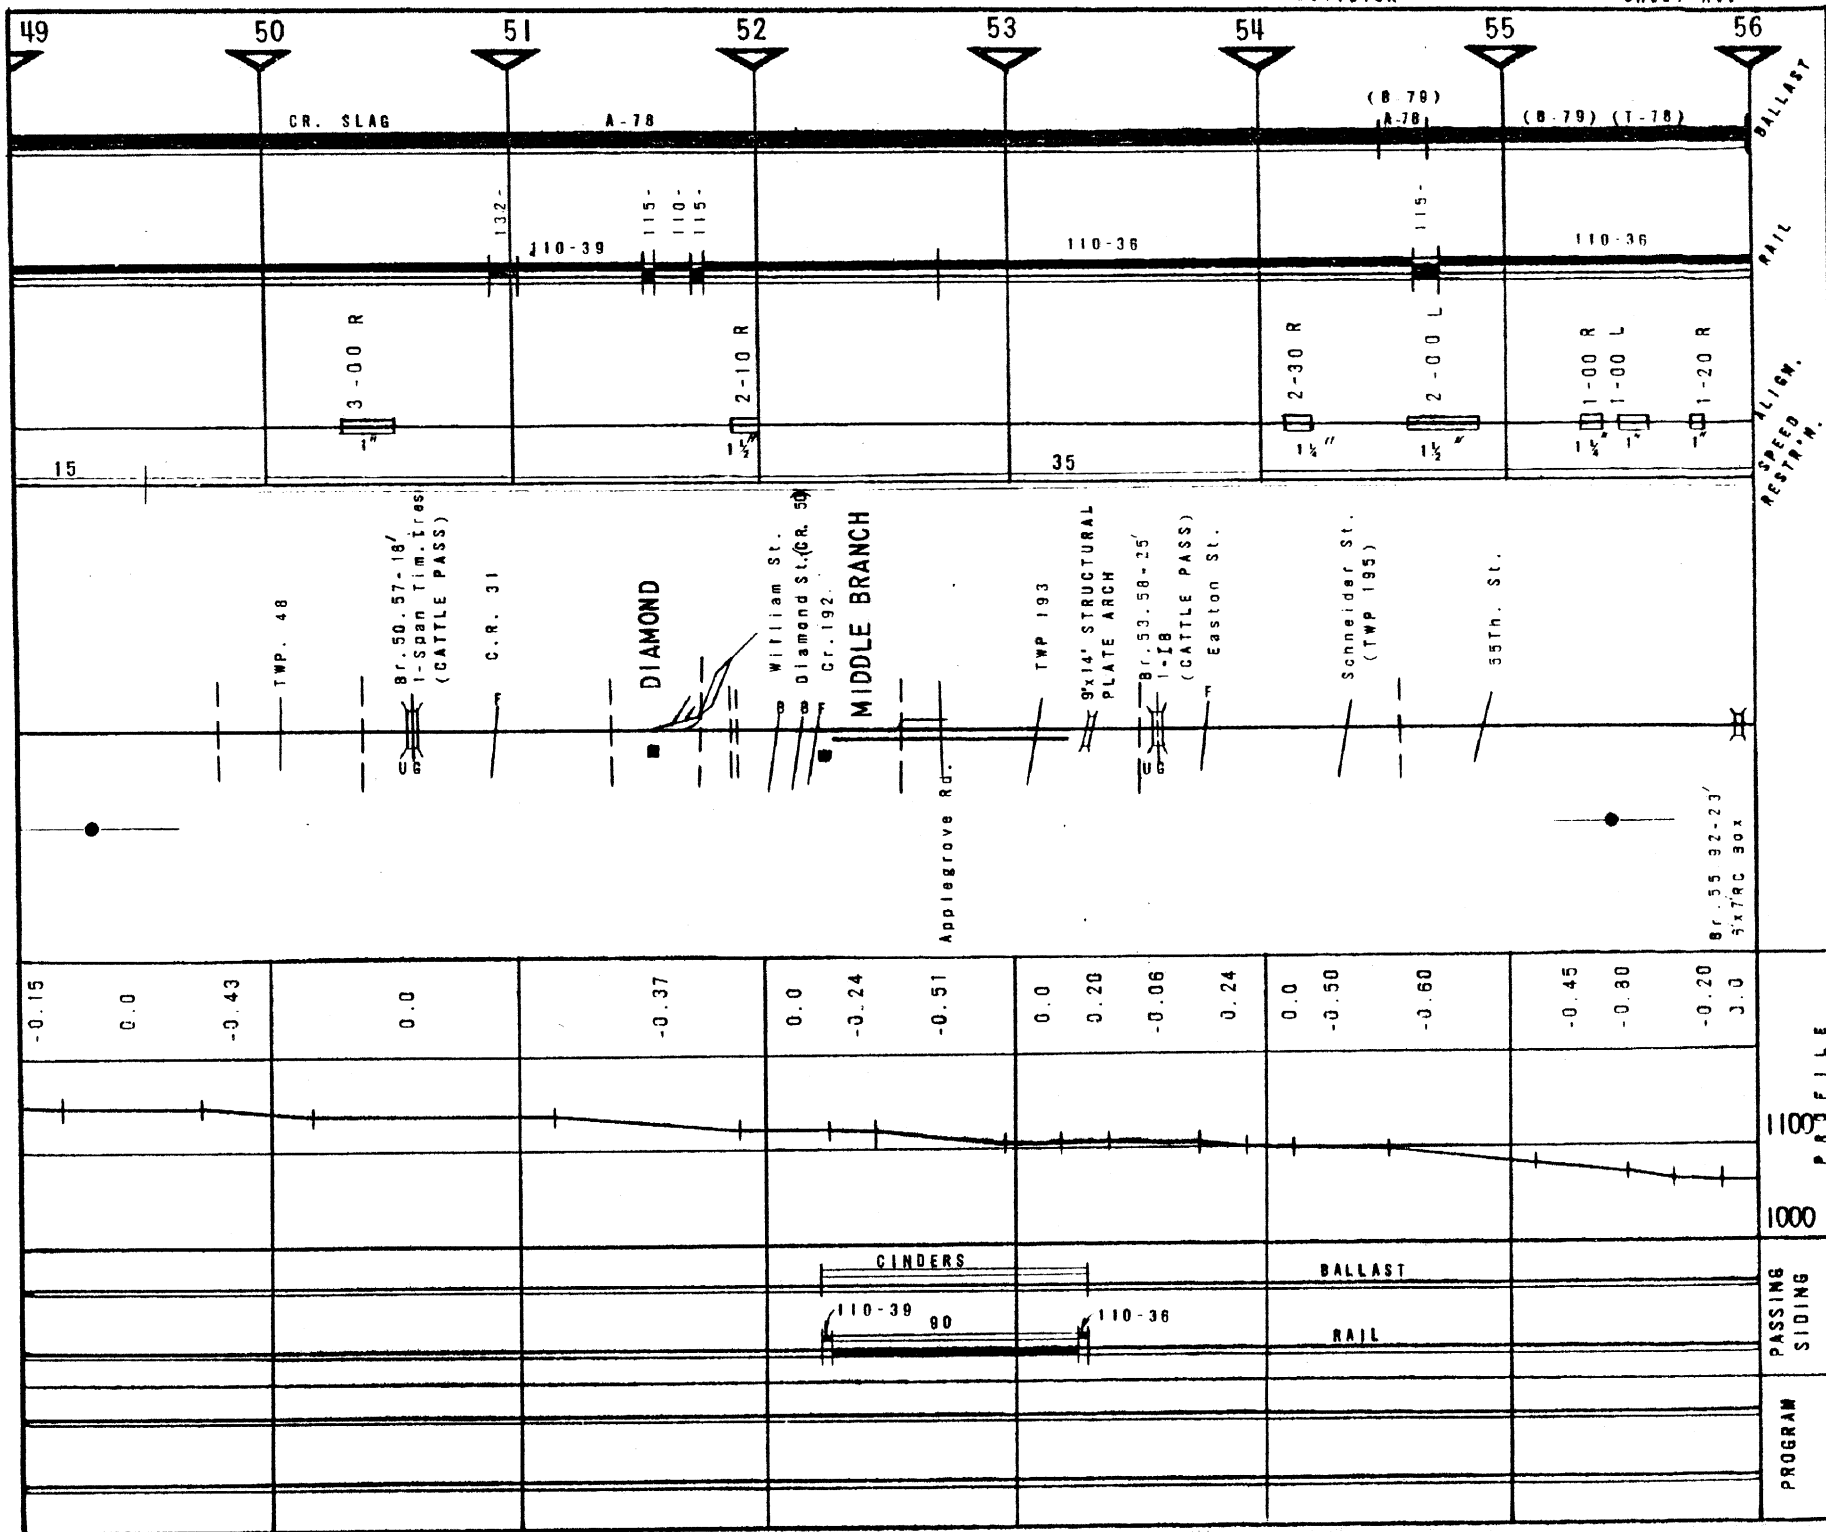 49 50 51 52 53 54 55 56
CR. SLAG A-78 (B-79) A-78 (B-79) (T-78)
BALLAST
132- 115- 110- 115- 115-
110-39 110-36 110-36
RAIL
3-00 R 2-10 R 2-30 R 2-00 L 1-00 R 1-00 L 1-20 R
1" 1½" 1¼" 1½" 1¼" 1" 1"
ALIGN.
15 35
SPEED
RESTR'N.
TWP. 48
Br.50.57-18'
1-Span Tim.tres
(CATTLE PASS)
C.R. 31
DIAMOND
William St.
Diamond St.(CR. 50)
Cr.192.
MIDDLE BRANCH
TWP 193
9'x14' STRUCTURAL
PLATE ARCH
Br.53.58-25'
1-IB
(CATTLE PASS)
Easton St.
Schneider St.
(TWP 195)
55Th. St.
F B B F F
UG UG
Applegrove Rd.
Br.55.92-23'
RC Box
-0.15 0.0 -0.43 0.0 -0.37 0.0 -0.24 -0.51 0.0 0.20 -0.06 0.24 0.0 -0.50 -0.60 -0.45 -0.80 -0.20 0.0
PROFILE
1100
1000
CINDERS BALLAST
110-39 90 110-36 RAIL
PASSING
SIDING
PROGRAM